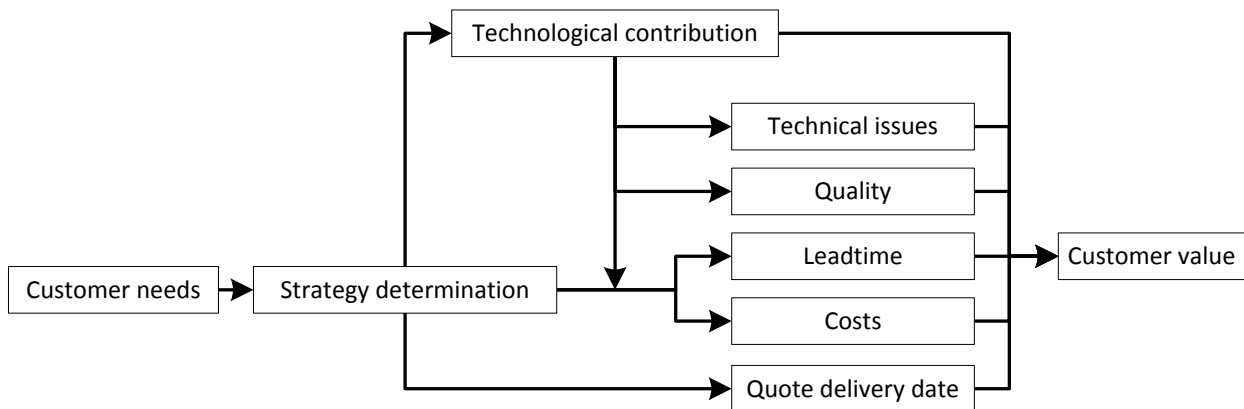 Technological contribution
Technical issues
Quality
Leadtime
Customer value
Customer needs
Strategy determination
Costs
Quote delivery date